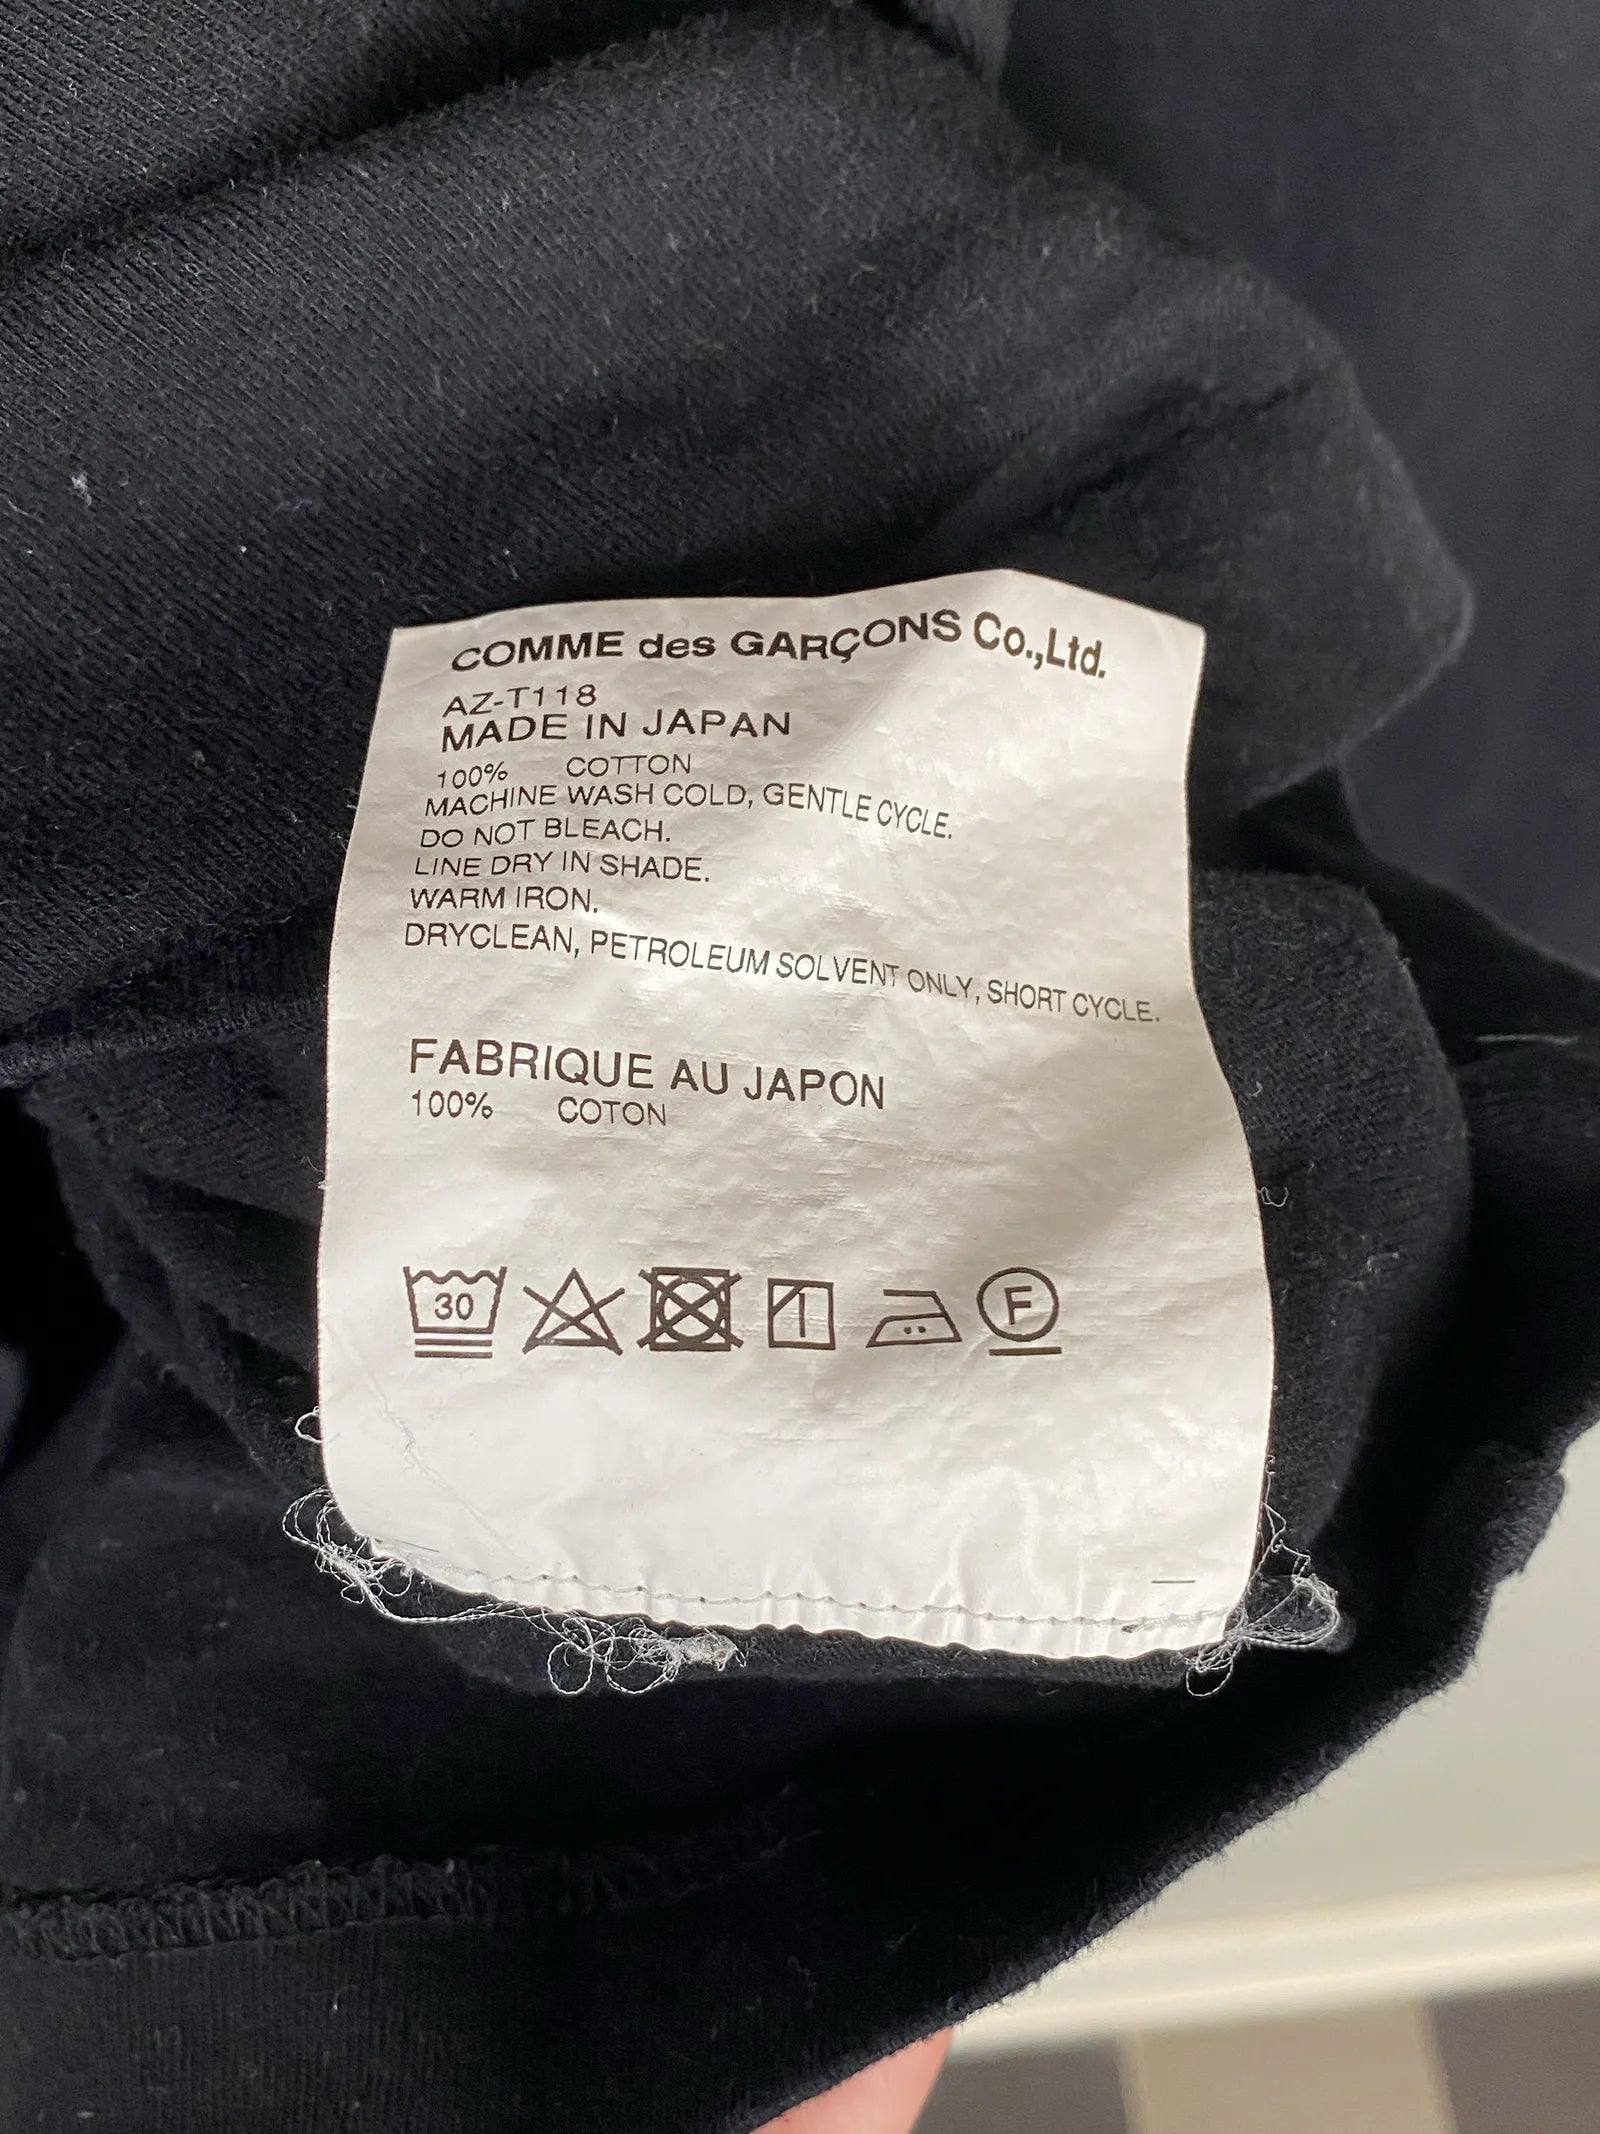 COMME des GARÇONS Co.,Ltd.
AZ-T118
MADE IN JAPAN
100% COTTON
MACHINE WASH COLD, GENTLE CYCLE.
DO NOT BLEACH.
LINE DRY IN SHADE.
WARM IRON.
DRYCLEAN, PETROLEUM SOLVENT ONLY, SHORT CYCLE.
FABRIQUE AU JAPON
100% COTON
30 F